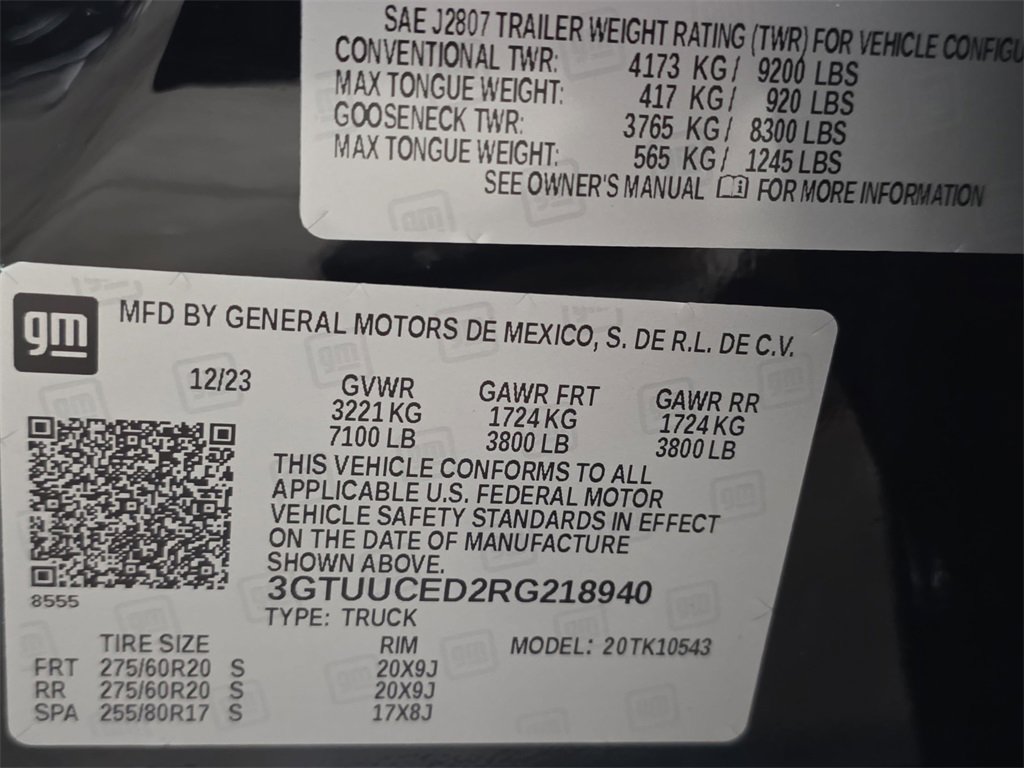 SAE J2807 TRAILER WEIGHT RATING (TWR) FOR VEHICLE CONFIGU
CONVENTIONAL TWR: 4173 KG/ 9200 LBS
MAX TONGUE WEIGHT: 417 KG/ 920 LBS
GOOSENECK TWR: 3765 KG/ 8300 LBS
MAX TONGUE WEIGHT: 565 KG/ 1245 LBS
SEE OWNER'S MANUAL FOR MORE INFORMATION
gm
MFD BY GENERAL MOTORS DE MEXICO, S. DE R.L. DE C.V.
12/23 GVWR GAWR FRT GAWR RR
3221 KG 1724 KG 1724 KG
7100 LB 3800 LB 3800 LB
THIS VEHICLE CONFORMS TO ALL
APPLICABLE U.S. FEDERAL MOTOR
VEHICLE SAFETY STANDARDS IN EFFECT
ON THE DATE OF MANUFACTURE
SHOWN ABOVE.
3GTUUCED2RG218940
8555
TYPE: TRUCK
TIRE SIZE RIM MODEL: 20TK10543
FRT 275/60R20 S 20X9J
RR 275/60R20 S 20X9J
SPA 255/80R17 S 17X8J